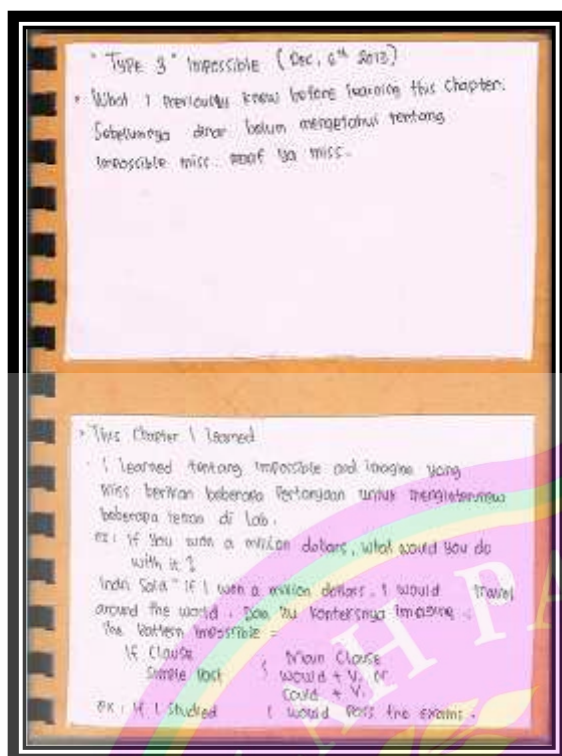 " Type 3 " Impossible ( Dec, 6th 2013 )
* What I previously knew before learning this chapter.
Sebelumnya dinar belum mengetahui tentang
Impossible miss. maaf ya miss.
* This Chapter I learned
- I learned tentang impossible and imagine yang
miss berikan beberapa pertanyaan untuk menginterview
beberapa teman di Lab.
ex : If you won a million dollars, what would you do
with it ?
Indri Said " If I won a million dollars. I would travel
around the world. Dan itu konteksnya imagine.
The Pattern impossible =
If Clause Main Clause
Simple Past would + V1 or
could + V1
ex : If I studied I would pass the exams.